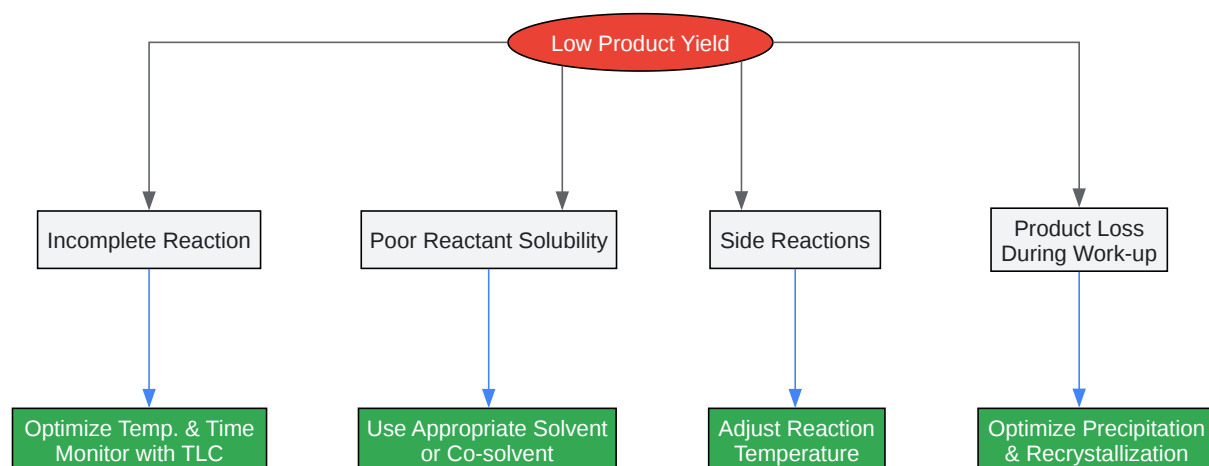 Low Product Yield
Incomplete Reaction
Poor Reactant Solubility
Side Reactions
Product Loss
During Work-up
Optimize Temp. & Time
Monitor with TLC
Use Appropriate Solvent
or Co-solvent
Adjust Reaction
Temperature
Optimize Precipitation
& Recrystallization